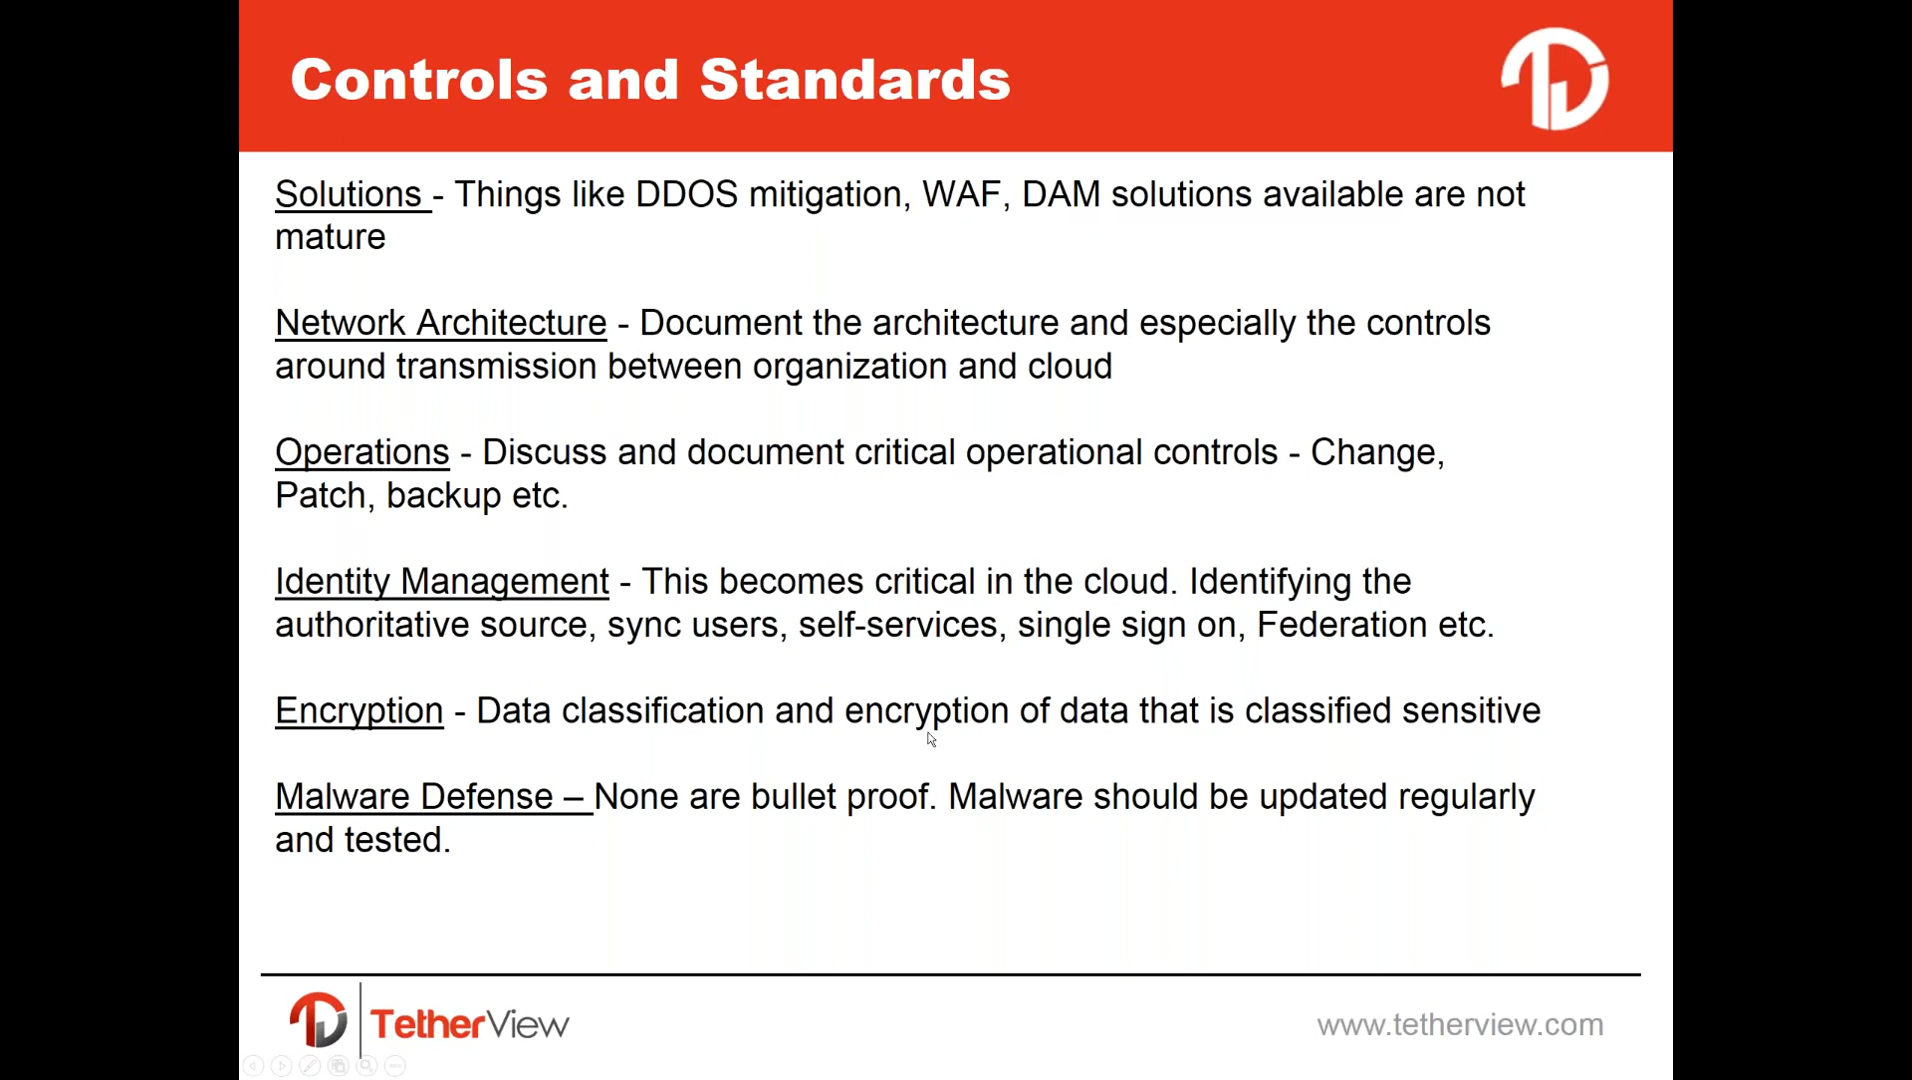 Controls and Standards
Solutions - Things like DDOS mitigation, WAF, DAM solutions available are not
mature
Network Architecture - Document the architecture and especially the controls
around transmission between organization and cloud
Operations - Discuss and document critical operational controls - Change,
Patch, backup etc.
Identity Management - This becomes critical in the cloud. Identifying the
authoritative source, sync users, self-services, single sign on, Federation etc.
Encryption - Data classification and encryption of data that is classified sensitive
Malware Defense – None are bullet proof. Malware should be updated regularly
and tested.
TetherView
www.tetherview.com